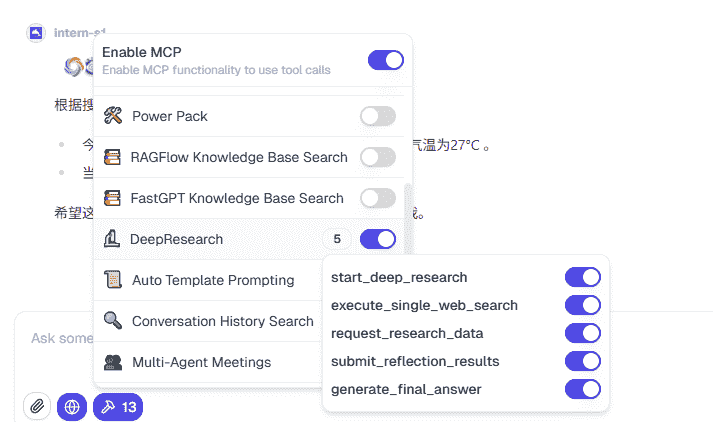 intern-s1
Enable MCP
Enable MCP functionality to use tool calls
根据搜
Power Pack
今
气温为27°C 。
RAGFlow Knowledge Base Search
当
FastGPT Knowledge Base Search
希望这
DeepResearch
5
start_deep_research
Auto Template Prompting
execute_single_web_search
Conversation History Search
request_research_data
Ask some
submit_reflection_results
Multi-Agent Meetings
generate_final_answer
13